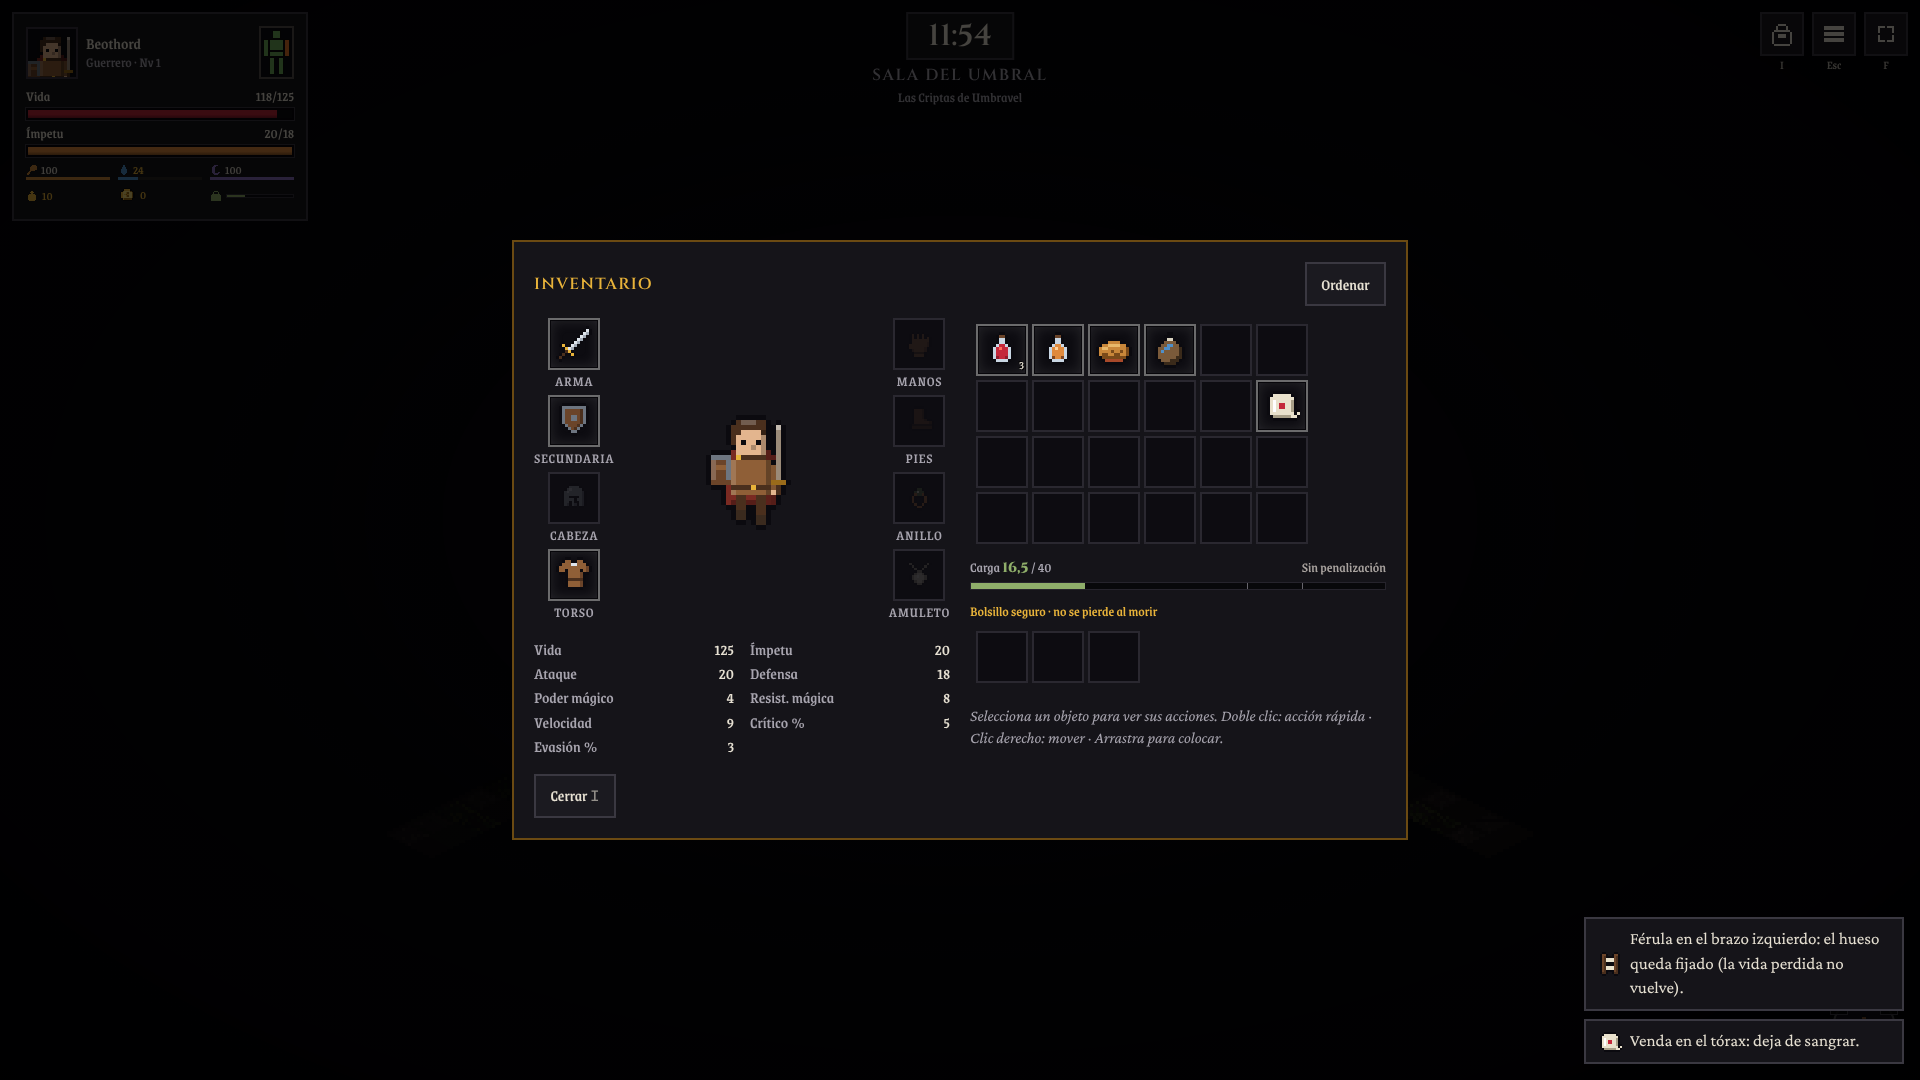 Beothord
Guerrero · Nv 1
Vida 118/125
Ímpetu 20/18
100 24 100
10 0
11:54
SALA DEL UMBRAL
Las Criptas de Umbravel
I Esc F
INVENTARIO
Ordenar
ARMA
SECUNDARIA
CABEZA
TORSO
MANOS
PIES
ANILLO
AMULETO
3
Carga 16,5 / 40 Sin penalización
Bolsillo seguro · no se pierde al morir
Vida 125 Ímpetu 20
Ataque 20 Defensa 18
Poder mágico 4 Resist. mágica 8
Velocidad 9 Crítico % 5
Evasión % 3
Selecciona un objeto para ver sus acciones. Doble clic: acción rápida ·
Clic derecho: mover · Arrastra para colocar.
Cerrar I
Férula en el brazo izquierdo: el hueso
queda fijado (la vida perdida no
vuelve).
Venda en el tórax: deja de sangrar.